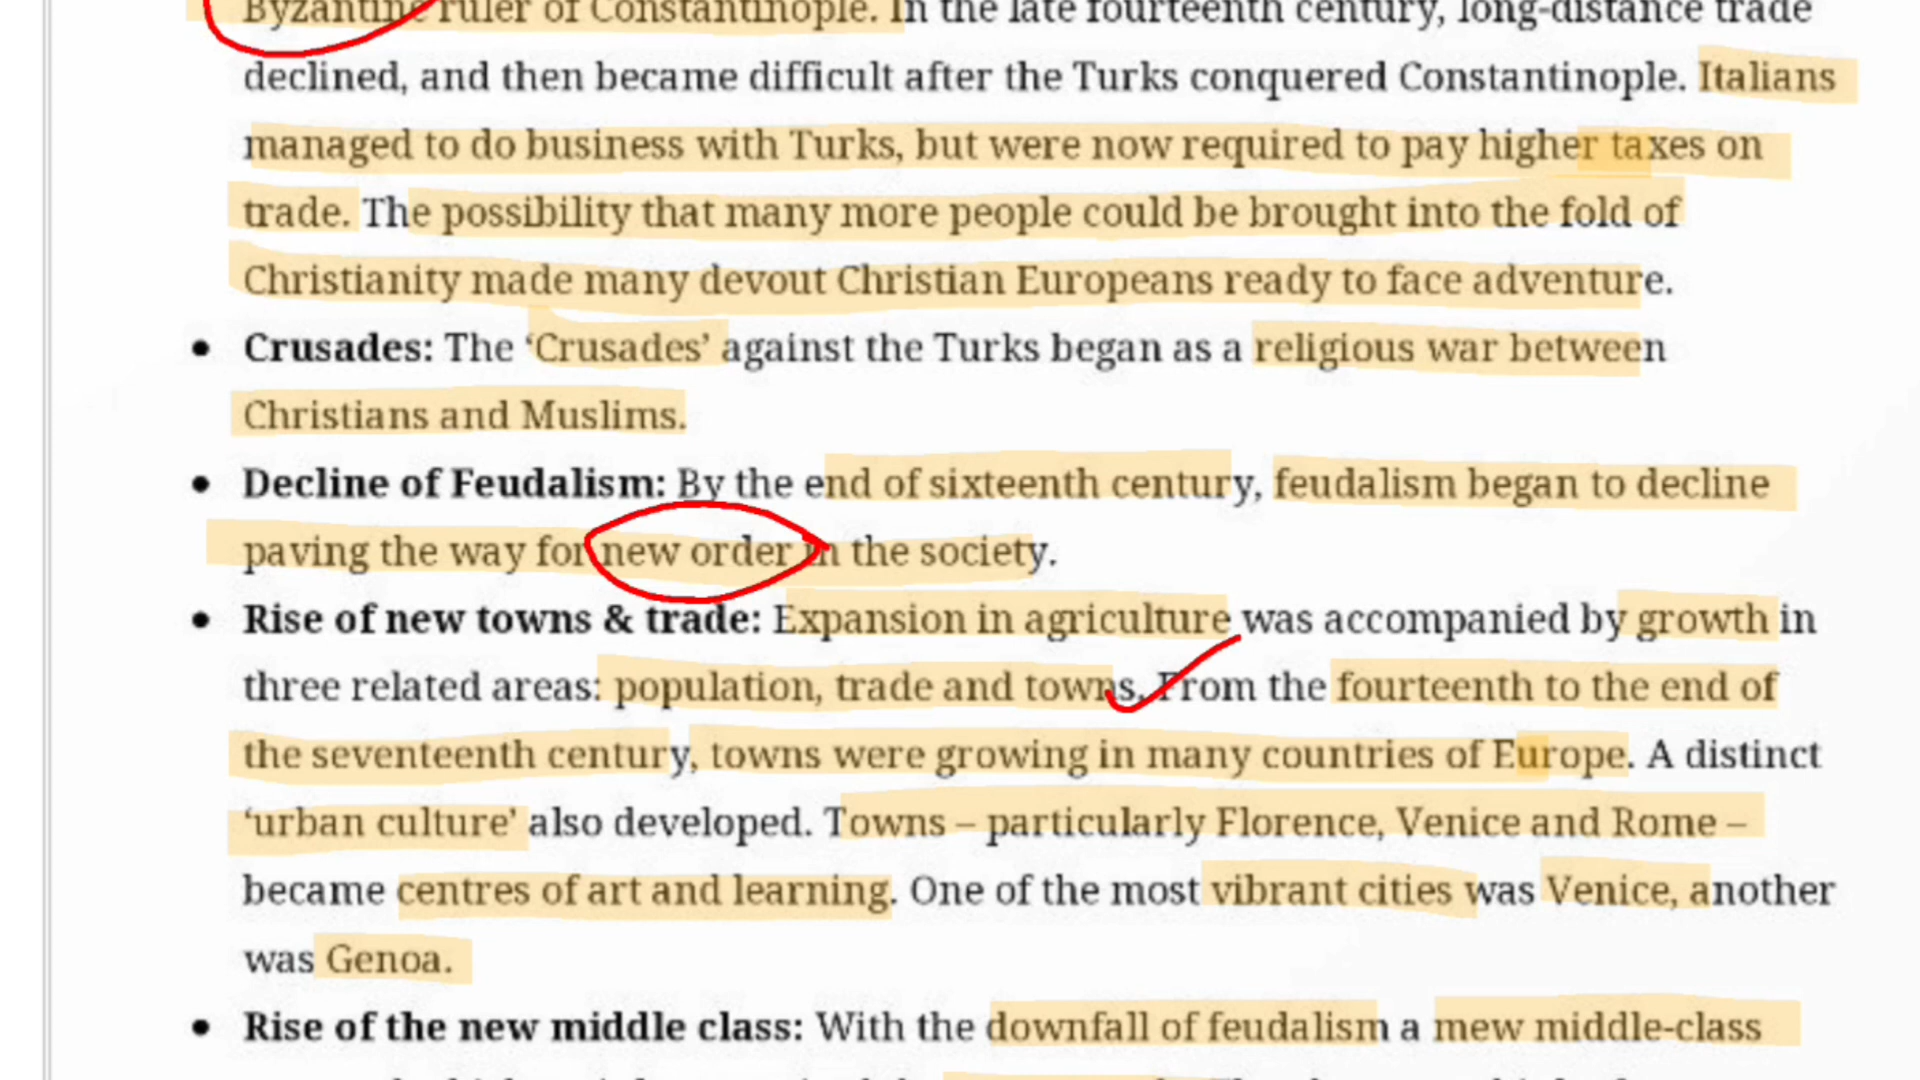 Byzantine ruler of Constantinople. In the late fourteenth century, long-distance trade
declined, and then became difficult after the Turks conquered Constantinople. Italians
managed to do business with Turks, but were now required to pay higher taxes on
trade. The possibility that many more people could be brought into the fold of
Christianity made many devout Christian Europeans ready to face adventure.
• Crusades: The ‘Crusades’ against the Turks began as a religious war between
Christians and Muslims.
• Decline of Feudalism: By the end of sixteenth century, feudalism began to decline
paving the way for new order in the society.
• Rise of new towns & trade: Expansion in agriculture was accompanied by growth in
three related areas: population, trade and towns. From the fourteenth to the end of
the seventeenth century, towns were growing in many countries of Europe. A distinct
‘urban culture’ also developed. Towns – particularly Florence, Venice and Rome –
became centres of art and learning. One of the most vibrant cities was Venice, another
was Genoa.
• Rise of the new middle class: With the downfall of feudalism a mew middle-class